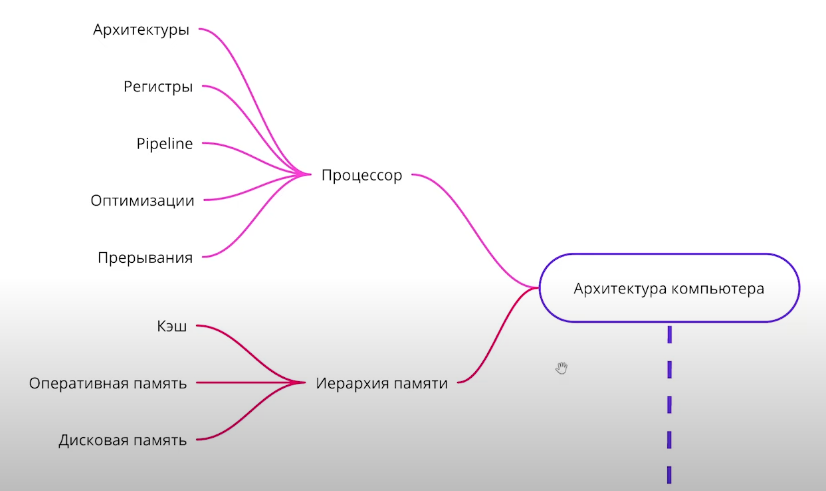 Архитектуры
Регистры
Pipeline
Процессор
Оптимизации
Прерывания
Архитектура компьютера
Кэш
Оперативная память
Иерархия памяти
Дисковая память